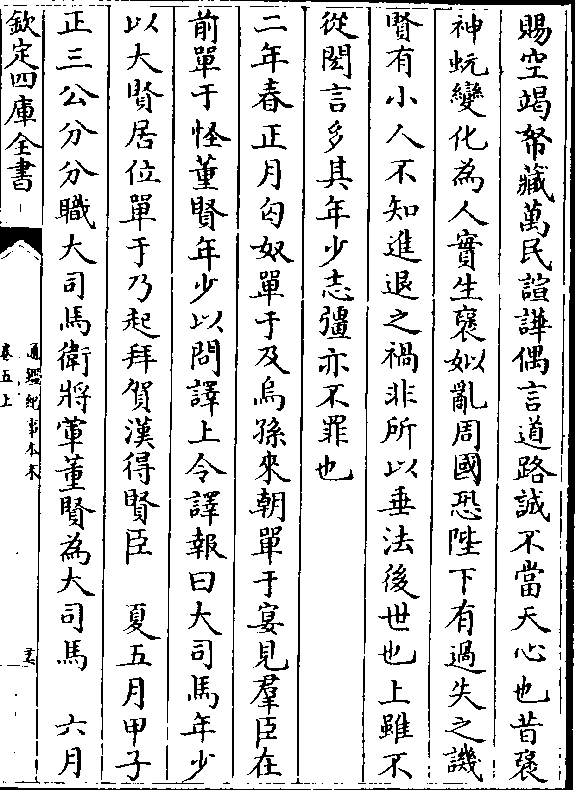 賜空竭帑藏萬民諠譁偶言道路誠不當天心也昔襃
神蚖變化為人實生襃姒亂周國恐陛下有過失之譏
賢有小人不知進退之禍非所以垂法後世也上雖不
從閎言多其年少志彊亦不罪也
二年春正月匈奴單于及烏孫來朝單于宴見羣臣在
前單于怪董賢年少以問譯上令譯報曰大司馬年少
以大賢居位單于乃起拜賀漢得賢臣　夏五月甲子
正三公分分職大司馬衛將軍董賢為大司馬　六月
欽定四庫全書
通鑑紀事本末
卷五上